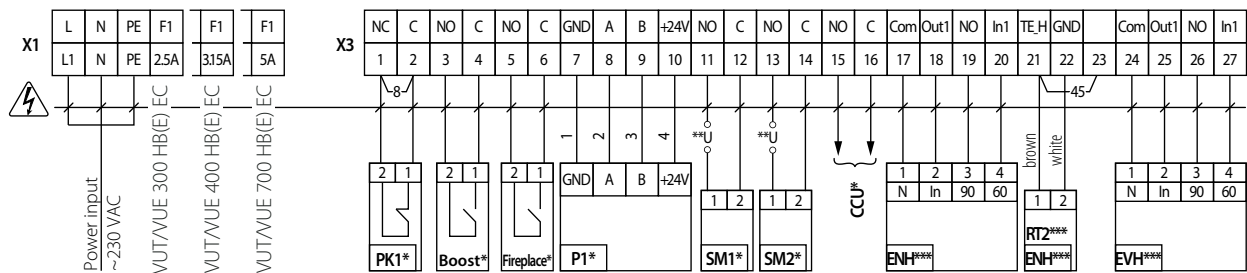 X1
L N PE F1 F1 F1
L1 N PE 2.5A 3.15A 5A
Power input
~230 VAC
VUT/VUE 300 HB(E) EC
VUT/VUE 400 HB(E) EC
VUT/VUE 700 HB(E) EC
X3
NC C NO C NO C GND A B +24V NO C NO C NO C Com Out1 NO In1 TE_H GND Com Out1 NO In1
1 2 3 4 5 6 7 8 9 10 11 12 13 14 15 16 17 18 19 20 21 22 23 24 25 26 27
8
45
1 2 3 4
**U
**U
brown
white
2 1
PK1*
2 1
Boost*
2 1
Fireplace*
GND A B +24V
P1*
1 2
SM1*
1 2
SM2*
CCU*
1 2 3 4
N In 90 60
ENH***
1 2
RT2***
ENH***
1 2 3 4
N In 90 60
EVH***